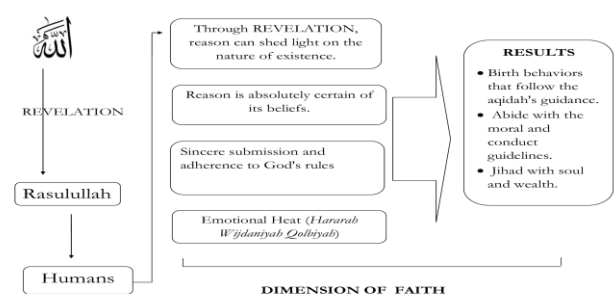 الله
REVELATION
Rasulullah
Humans
Through REVELATION,
reason can shed light on the
nature of existence.
Reason is absolutely certain of
its beliefs.
Sincere submission and
adherence to God's rules
Emotional Heat (Hararah
Wijdaniyah Qolbiyah)
RESULTS
• Birth behaviors
that follow the
aqidah's guidance.
• Abide with the
moral and
conduct
guidelines.
• Jihad with soul
and wealth.
DIMENSION OF FAITH